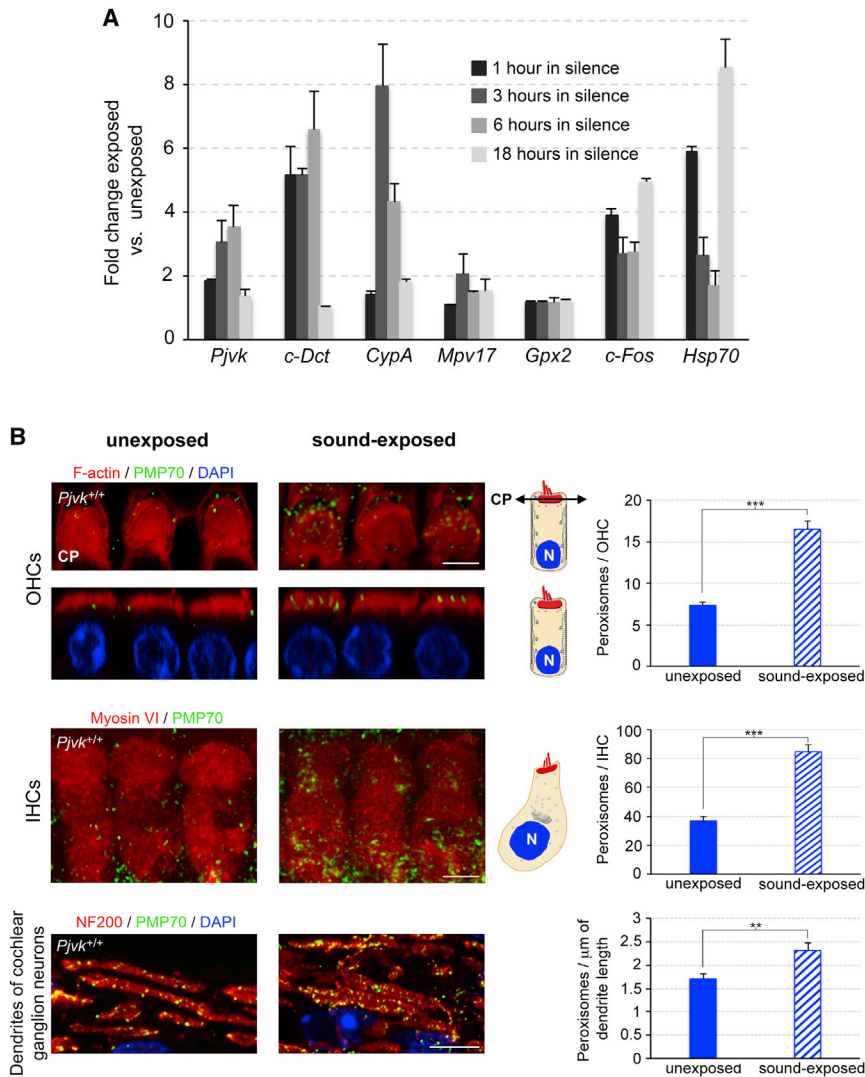 A
Fold change exposed
vs. unexposed
10
8
6
4
2
0
1 hour in silence
3 hours in silence
6 hours in silence
18 hours in silence
Pjvk c-Dct CypA Mpv17 Gpx2 c-Fos Hsp70
B
unexposed sound-exposed
F-actin / PMP70 / DAPI
OHCs
Pjvk+/+
CP
CP
N
N
Peroxisomes / OHC
20
15
10
5
0
***
unexposed sound-exposed
Myosin VI / PMP70
IHCs
Pjvk+/+
N
Peroxisomes / IHC
100
80
60
40
20
0
***
unexposed sound-exposed
NF200 / PMP70 / DAPI
Dendrites of cochlear
ganglion neurons
Pjvk+/+
Peroxisomes / μm of
dendrite length
3
2.5
2
1.5
1
0.5
0
**
unexposed sound-exposed